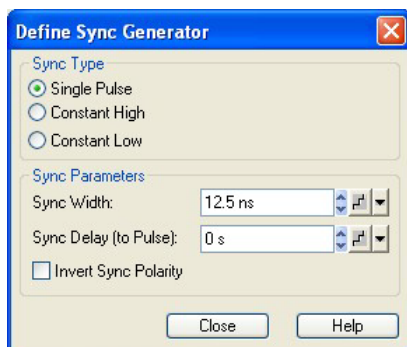 Define Sync Generator
Sync Type
Single Pulse
Constant High
Constant Low
Sync Parameters
Sync Width: 12.5 ns
Sync Delay (to Pulse): 0 s
Invert Sync Polarity
Close Help